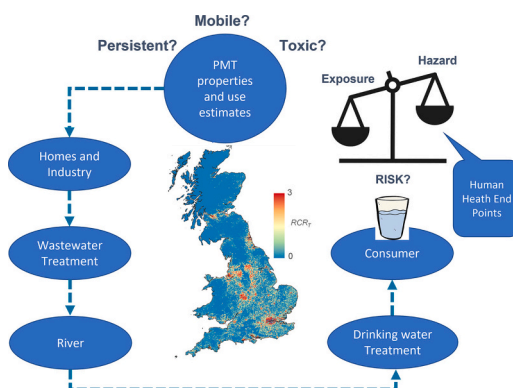 Mobile?
Persistent?
Toxic?
PMT
properties
and use
estimates
Hazard
Exposure
RISK?
Human
Heath End
Points
Homes and
Industry
3
RCR_T
0
Wastewater
Treatment
Consumer
River
Drinking water
Treatment